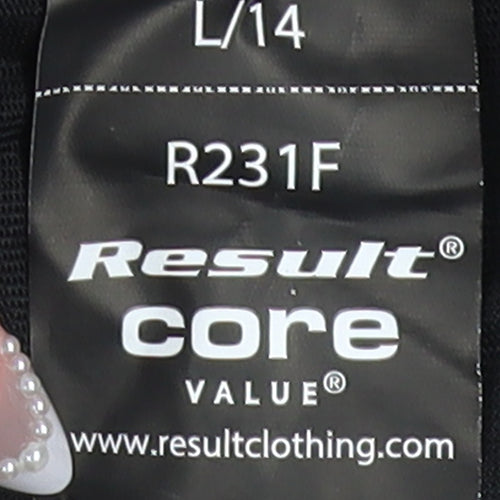 L/14
R231F
Result®
core
VALUE®
www.resultclothing.com